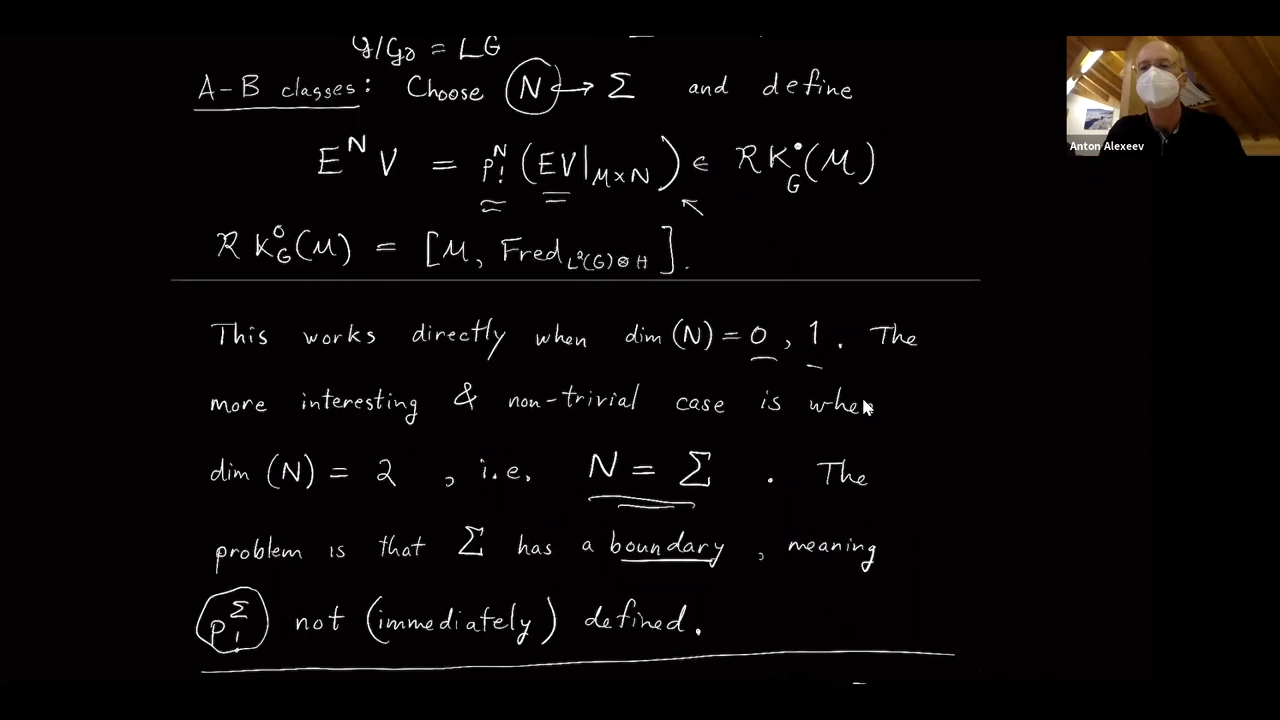 𝒢/𝒢₀ = LG
A-B classes: Choose N ↪ Σ and define
E^N V = p_!^N (EV|_{M×N}) ∈ RK_G^•(M)
RK_G^0(M) = [M, Fred_{L²(G)⊗H}].
This works directly when dim (N) = 0, 1. The
more interesting & non-trivial case is when
dim (N) = 2, i.e. N = Σ. The
problem is that Σ has a boundary, meaning
p_!^Σ not (immediately) defined.
Anton Alexeev